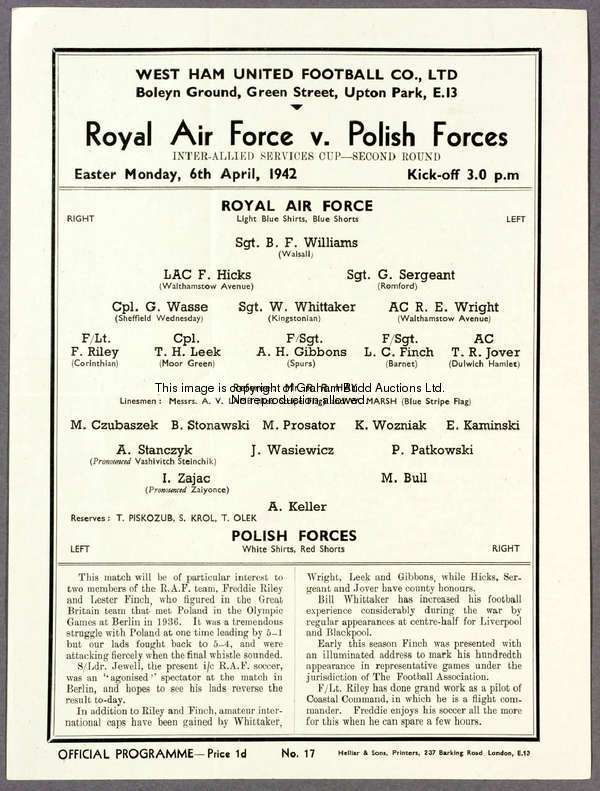 WEST HAM UNITED FOOTBALL CO., LTD
Boleyn Ground, Green Street, Upton Park, E.13
Royal Air Force v. Polish Forces
INTER-ALLIED SERVICES CUP—SECOND ROUND
Easter Monday, 6th April, 1942 Kick-off 3.0 p.m
ROYAL AIR FORCE
RIGHT Light Blue Shirts, Blue Shorts LEFT
Sgt. B. F. Williams
(Walsall)
LAC F. Hicks Sgt. G. Sergeant
(Walthamstow Avenue) (Romford)
Cpl. G. Wasse Sgt. W. Whittaker AC R. E. Wright
(Sheffield Wednesday) (Kingstonian) (Walthamstow Avenue)
F/Lt. Cpl. F/Sgt. F/Sgt. AC
F. Riley T. H. Leek A. H. Gibbons L. C. Finch T. R. Jover
(Corinthian) (Moor Green) (Spurs) (Barnet) (Dulwich Hamlet)
This image is copyright of Graham Budd Auctions Ltd.
No reproduction allowed.
Linesmen : Messrs. A. V. MARSH (Blue Stripe Flag)
M. Czubaszek B. Stonawski M. Prosator K. Wozniak E. Kaminski
A. Stanczyk J. Wasiewicz P. Patkowski
(Pronounced Vashivitch Steinchik)
I. Zajac M. Bull
(Pronounced Zaiyonce)
A. Keller
Reserves : T. PISKOZUB, S. KROL, T. OLEK
POLISH FORCES
LEFT White Shirts, Red Shorts RIGHT
This match will be of particular interest to
two members of the R.A.F. team, Freddie Riley
and Lester Finch, who figured in the Great
Britain team that met Poland in the Olympic
Games at Berlin in 1936. It was a tremendous
struggle with Poland at one time leading by 5–1
but our lads fought back to 5–4, and were
attacking fiercely when the final whistle sounded.
S/Ldr. Jewell, the present i/c R.A.F. soccer,
was an "agonised" spectator at the match in
Berlin, and hopes to see his lads reverse the
result to-day.
In addition to Riley and Finch, amateur inter-
national caps have been gained by Whittaker,
Wright, Leek and Gibbons, while Hicks, Ser-
geant and Jover have county honours.
Bill Whittaker has increased his football
experience considerably during the war by
regular appearances at centre-half for Liverpool
and Blackpool.
Early this season Finch was presented with
an illuminated address to mark his hundredth
appearance in representative games under the
jurisdiction of The Football Association.
F/Lt. Riley has done grand work as a pilot of
Coastal Command, in which he is a flight com-
mander. Freddie enjoys his soccer all the more
for this when he can spare a few hours.
OFFICIAL PROGRAMME—Price 1d No. 17 Helliar & Sons, Printers, 237 Barking Road London, E.13